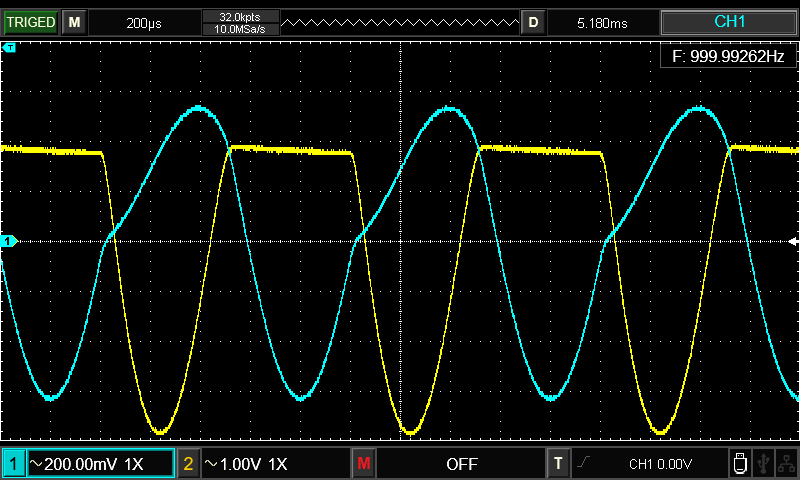 TRIGED M 200µs 32.0kpts D 5.180ms CH1
10.0MSa/s
T
F: 999.99262Hz
1
1 ~200.00mV 1X 2 ~1.00V 1X M OFF T CH1 0.00V